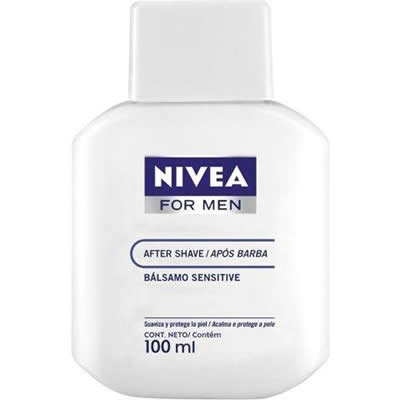 NIVEA
FOR MEN
AFTER SHAVE / APÓS BARBA
BÁLSAMO SENSITIVE
Suaviza y protege la piel / Acalma e protege a pele
CONT. NETO/ Contém
100 ml